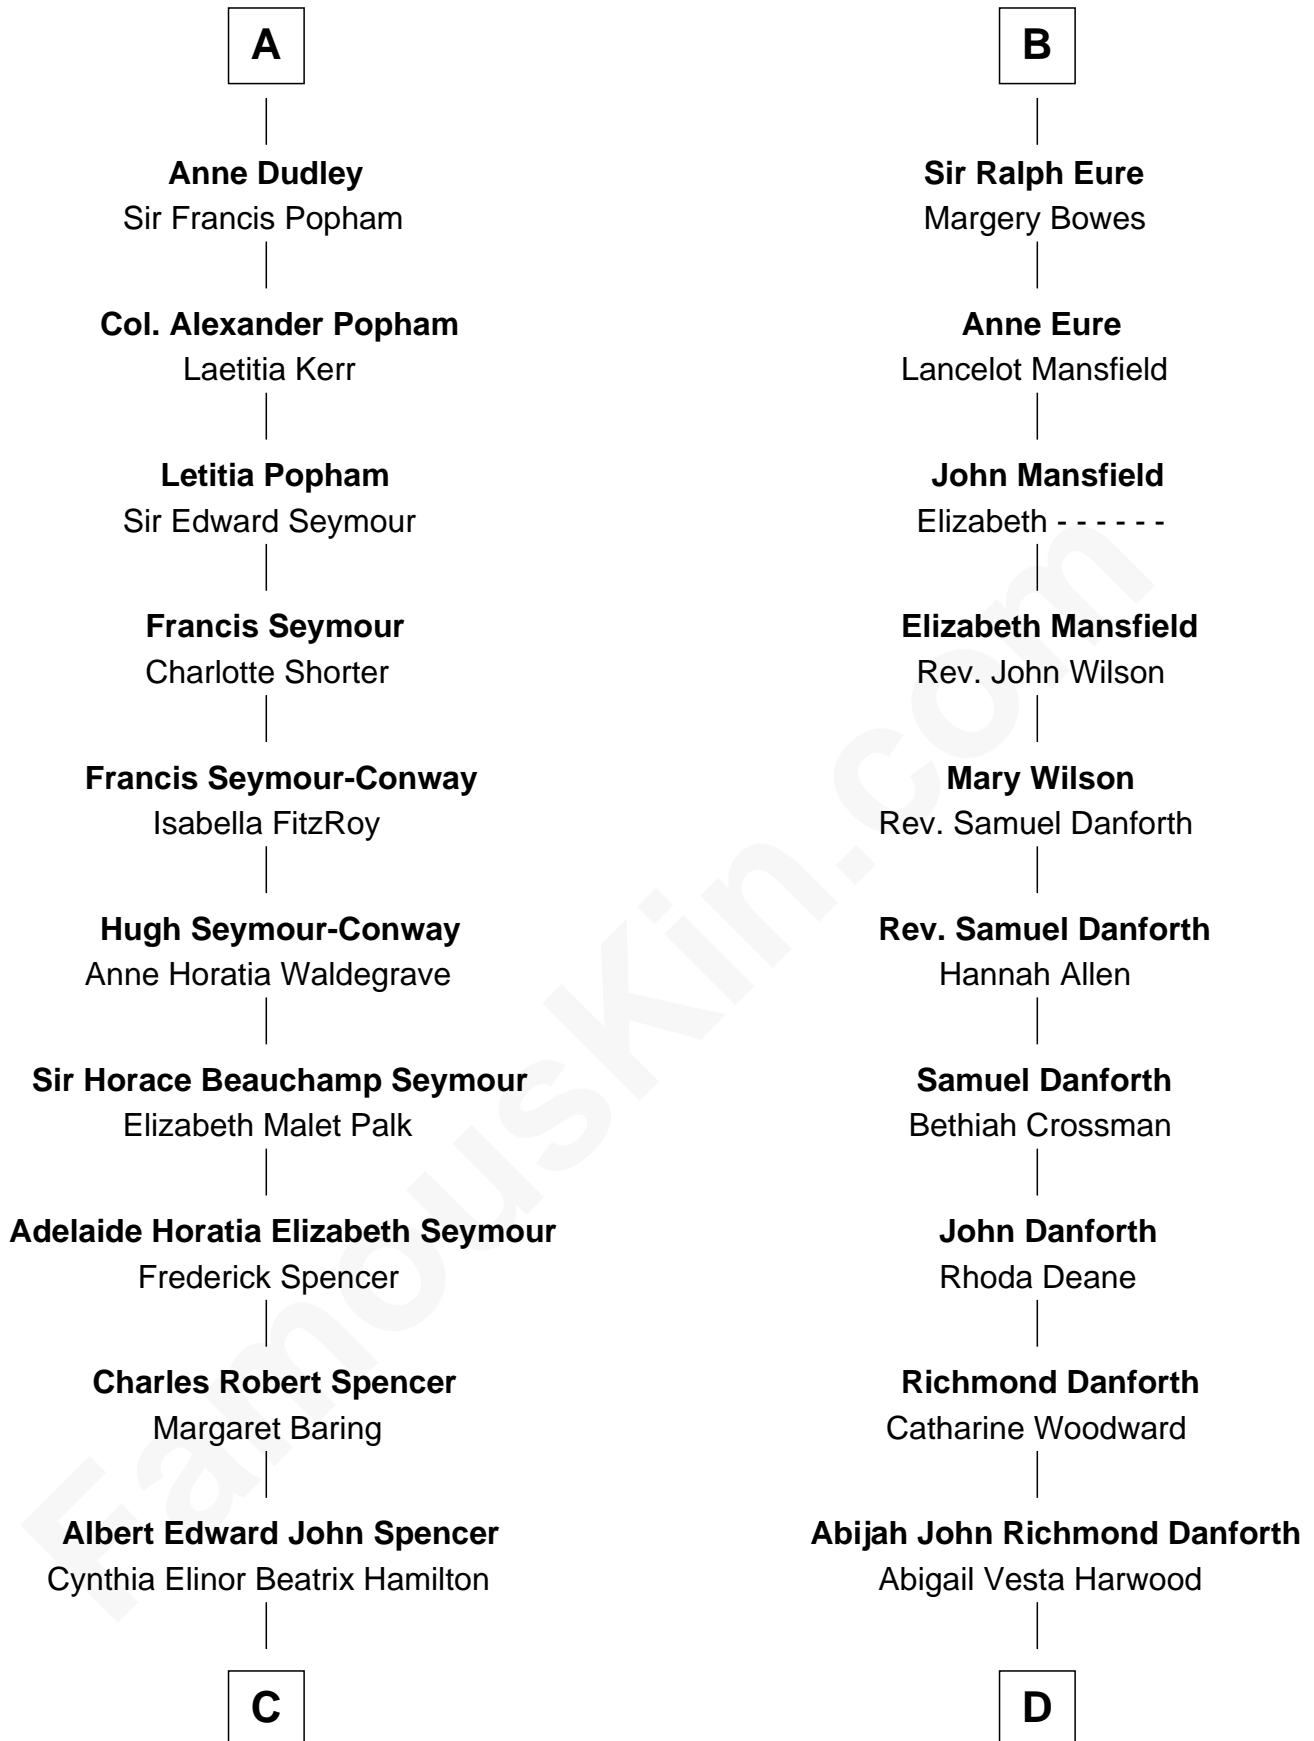 A
Anne Dudley
Sir Francis Popham
Col. Alexander Popham
Laetitia Kerr
Letitia Popham
Sir Edward Seymour
Francis Seymour
Charlotte Shorter
Francis Seymour-Conway
Isabella FitzRoy
Hugh Seymour-Conway
Anne Horatia Waldegrave
Sir Horace Beauchamp Seymour
Elizabeth Malet Palk
Adelaide Horatia Elizabeth Seymour
Frederick Spencer
Charles Robert Spencer
Margaret Baring
Albert Edward John Spencer
Cynthia Elinor Beatrix Hamilton
C
B
Sir Ralph Eure
Margery Bowes
Anne Eure
Lancelot Mansfield
John Mansfield
Elizabeth - - - - - -
Elizabeth Mansfield
Rev. John Wilson
Mary Wilson
Rev. Samuel Danforth
Rev. Samuel Danforth
Hannah Allen
Samuel Danforth
Bethiah Crossman
John Danforth
Rhoda Deane
Richmond Danforth
Catharine Woodward
Abijah John Richmond Danforth
Abigail Vesta Harwood
D
FamousKin.com